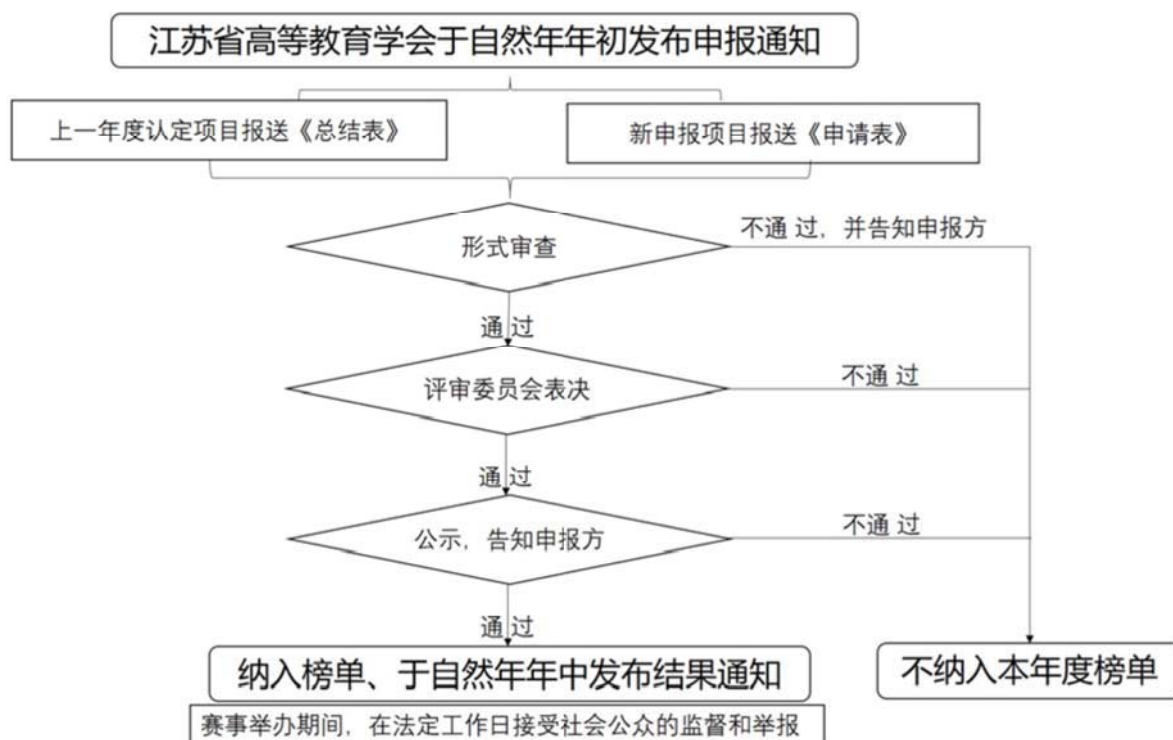 江苏省高等教育学会于自然年年初发布申报通知
上一年度认定项目报送《总结表》
新申报项目报送《申请表》
形式审查
不通 过，并告知申报方
通 过
评审委员会表决
不通 过
通 过
公示，告知申报方
不通 过
通 过
纳入榜单、于自然年年中发布结果通知
不纳入本年度榜单
赛事举办期间，在法定工作日接受社会公众的监督和举报